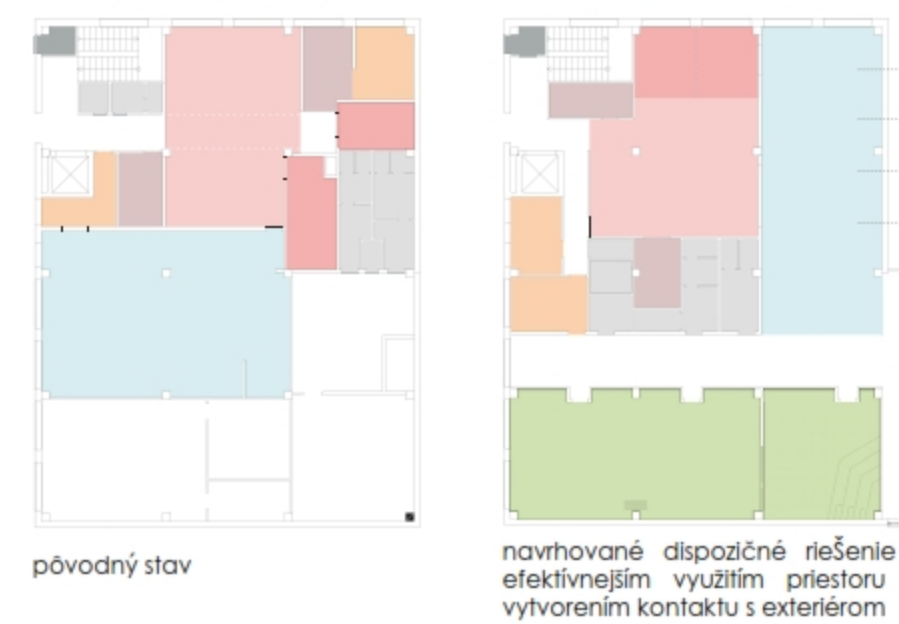 pôvodný stav
navrhované dispozičné riešenie
efektívnejším využitím priestoru
vytvorením kontaktu s exteriérom